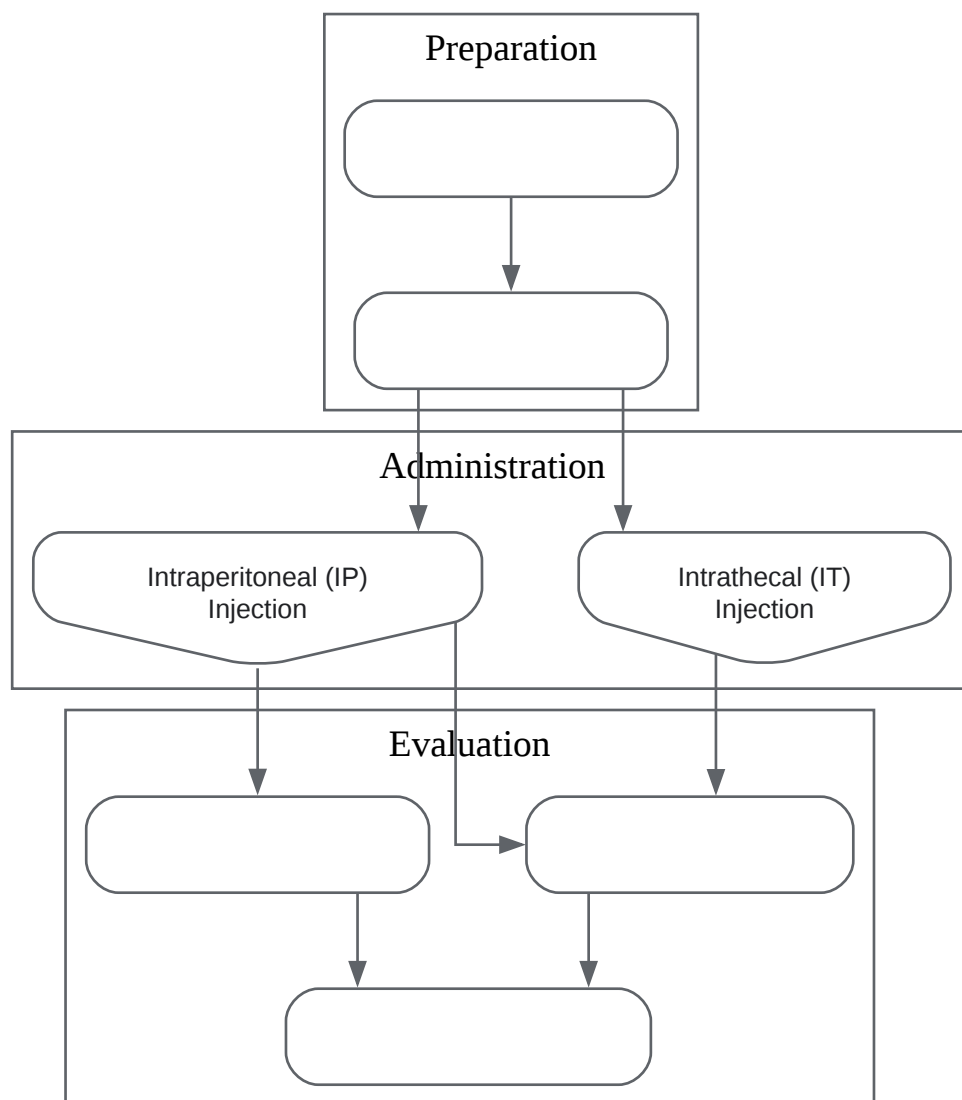 Preparation
Administration
Intraperitoneal (IP)
Injection
Intrathecal (IT)
Injection
Evaluation